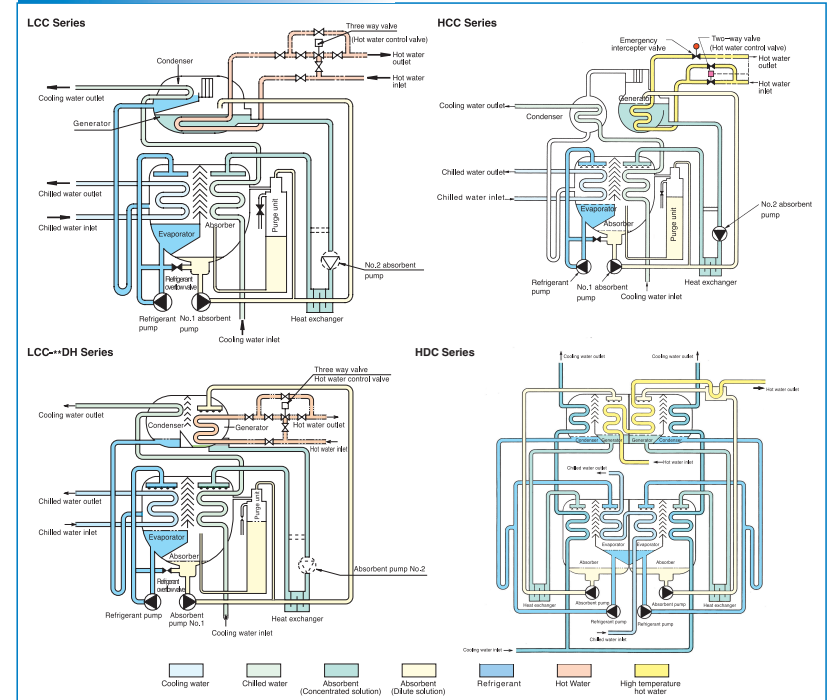 LCC Series
Three way valve
(Hot water control valve)
Condenser
Hot water
outlet
Hot water
inlet
Cooling water outlet
Generator
Chilled water outlet
Chilled water inlet
Evaporator
Absorber
Purge unit
Refrigerant
overflow valve
No.2 absorbent
pump
Refrigerant
pump
No.1 absorbent
pump
Heat exchanger
Cooling water inlet
HCC Series
Emergency
intercepter valve
Two-way valve
(Hot water control valve)
Hot water
outlet
Hot water
inlet
Generator
Cooling water outlet
Condenser
Chilled water outlet
Chilled water inlet
No.2 absorbent
pump
Evaporator
Absorber
Purge unit
Refrigerant
pump
No.1 absorbent
pump
Heat exchanger
Cooling water inlet
LCC-**DH Series
Three way valve
Hot water control valve
Cooling water outlet
Condenser
Generator
Hot water outlet
Hot water inlet
Chilled water outlet
Chilled water inlet
Evaporator
Absorber
Purge unit
Refrigerant
overflow valve
Absorbent pump No.2
Refrigerant pump
Absorbent
pump No.1
Heat exchanger
Cooling water inlet
HDC Series
Cooling water outlet
Cooling water outlet
Hot water outlet
Condenser
Generator
Generator
Condenser
Hot water inlet
Chilled water outlet
Evaporator
Evaporator
Absorber
Absorber
Heat exchanger
Absorbent pump
Absorbent pump
Heat exchanger
Refrigerant pump
Refrigerant pump
Chilled water inlet
Cooling water inlet
Cooling water
Chilled water
Absorbent
(Concentrated solution)
Absorbent
(Dilute solution)
Refrigerant
Hot Water
High temperature
hot water